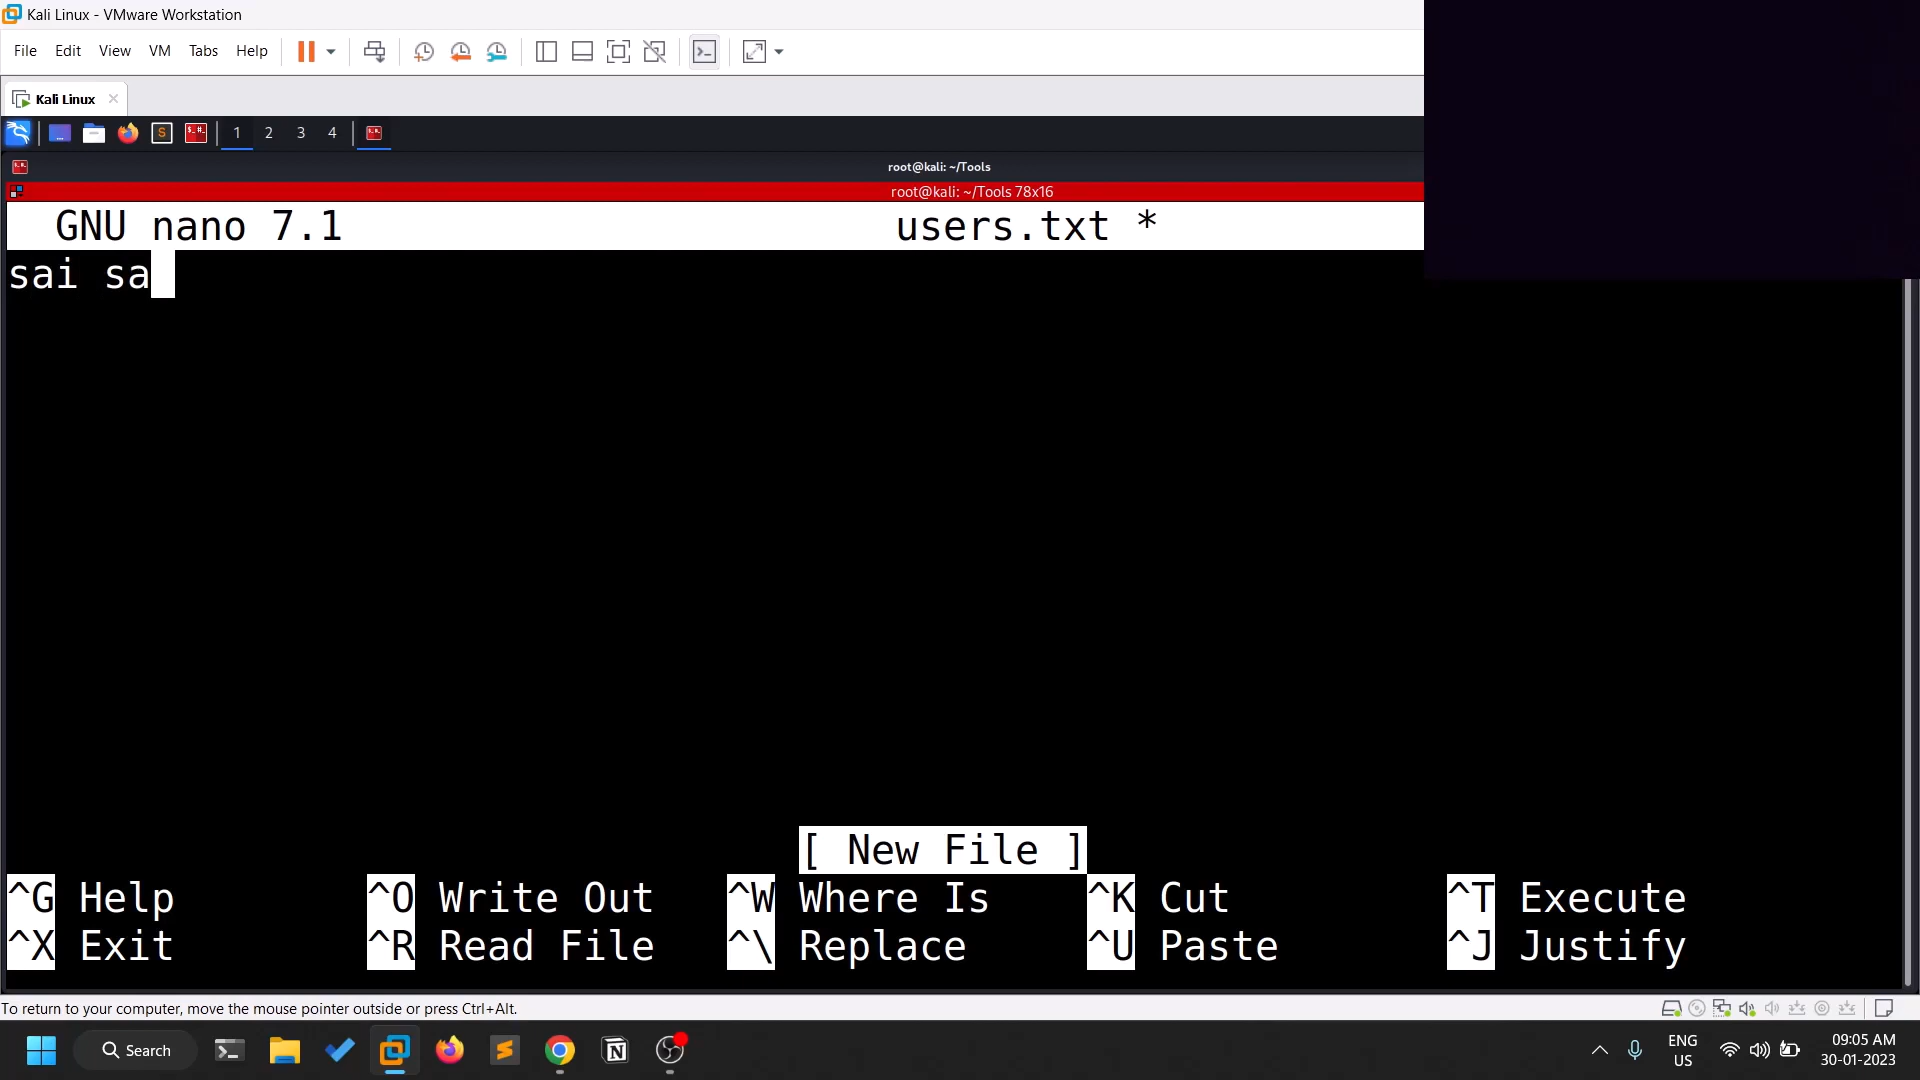 Kali Linux - VMware Workstation
File Edit View VM Tabs Help
Kali Linux
1 2 3 4
root@kali: ~/Tools
root@kali: ~/Tools 78x16
GNU nano 7.1 users.txt *
sai sa
[ New File ]
^G Help ^O Write Out ^W Where Is ^K Cut ^T Execute
^X Exit ^R Read File ^\ Replace ^U Paste ^J Justify
To return to your computer, move the mouse pointer outside or press Ctrl+Alt.
Search
ENG
US
09:05 AM
30-01-2023